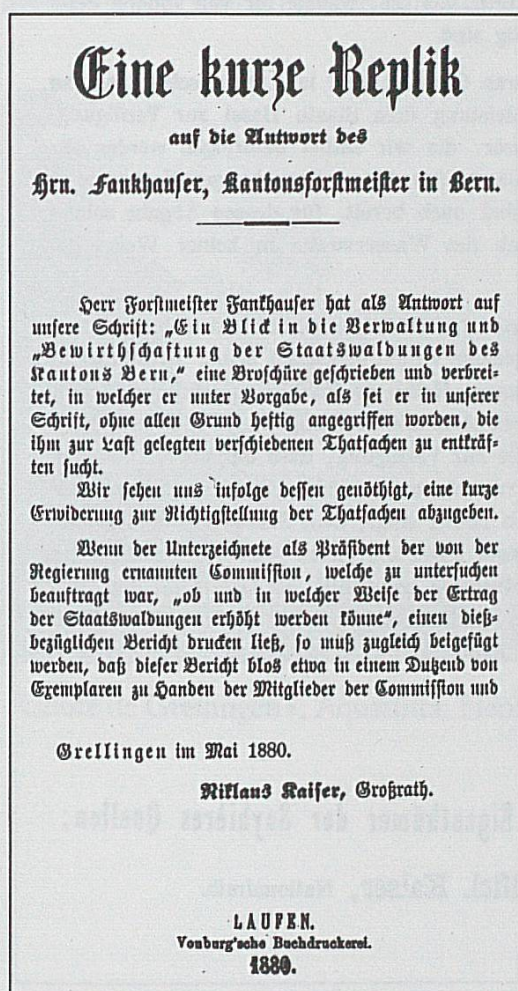 Eine kurze Replik
auf die Antwort des
Hrn. Fankhauser, Kantonsforstmeister in Bern.
Herr Forstmeister Fankhauser hat als Antwort auf
unsere Schrift: „Ein Blick in die Verwaltung und
„Bewirthschaftung der Staatswaldungen des
Kantons Bern,“ eine Broschüre geschrieben und verbrei-
tet, in welcher er unter Vorgabe, als sei er in unserer
Schrift, ohne allen Grund heftig angegriffen worden, die
ihm zur Last gelegten verschiedenen Thatsachen zu entkräf-
ten sucht.
Wir sehen uns infolge dessen genöthigt, eine kurze
Erwiderung zur Richtigstellung der Thatsachen abzugeben.
Wenn der Unterzeichnete als Präsident der von der
Regierung ernannten Commission, welche zu untersuchen
beauftragt war, „ob und in welcher Weise der Ertrag
der Staatswaldungen erhöht werden könne“, einen dieß-
bezüglichen Bericht drucken ließ, so muß zugleich beigefügt
werden, daß dieser Bericht blos etwa in einem Dutzend von
Exemplaren zu Handen der Mitglieder der Commission und
Grellingen im Mai 1880.
Niklaus Kaiser, Großrath.
LAUFEN.
Vonburg'sche Buchdruckerei.
1880.